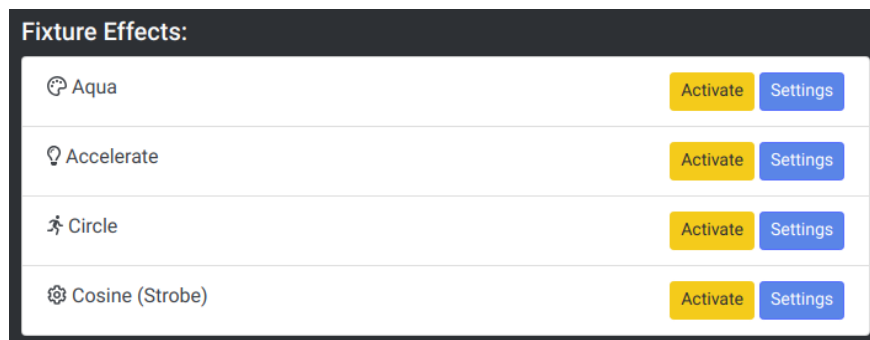 Fixture Effects:
Aqua Activate Settings
Accelerate Activate Settings
Circle Activate Settings
Cosine (Strobe) Activate Settings